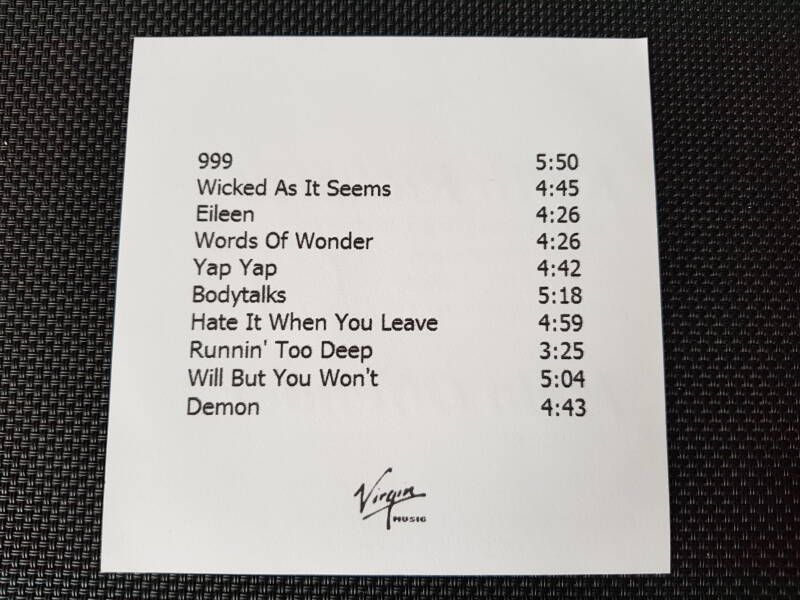 999 5:50
Wicked As It Seems 4:45
Eileen 4:26
Words Of Wonder 4:26
Yap Yap 4:42
Bodytalks 5:18
Hate It When You Leave 4:59
Runnin' Too Deep 3:25
Will But You Won't 5:04
Demon 4:43
Virgin
MUSIC